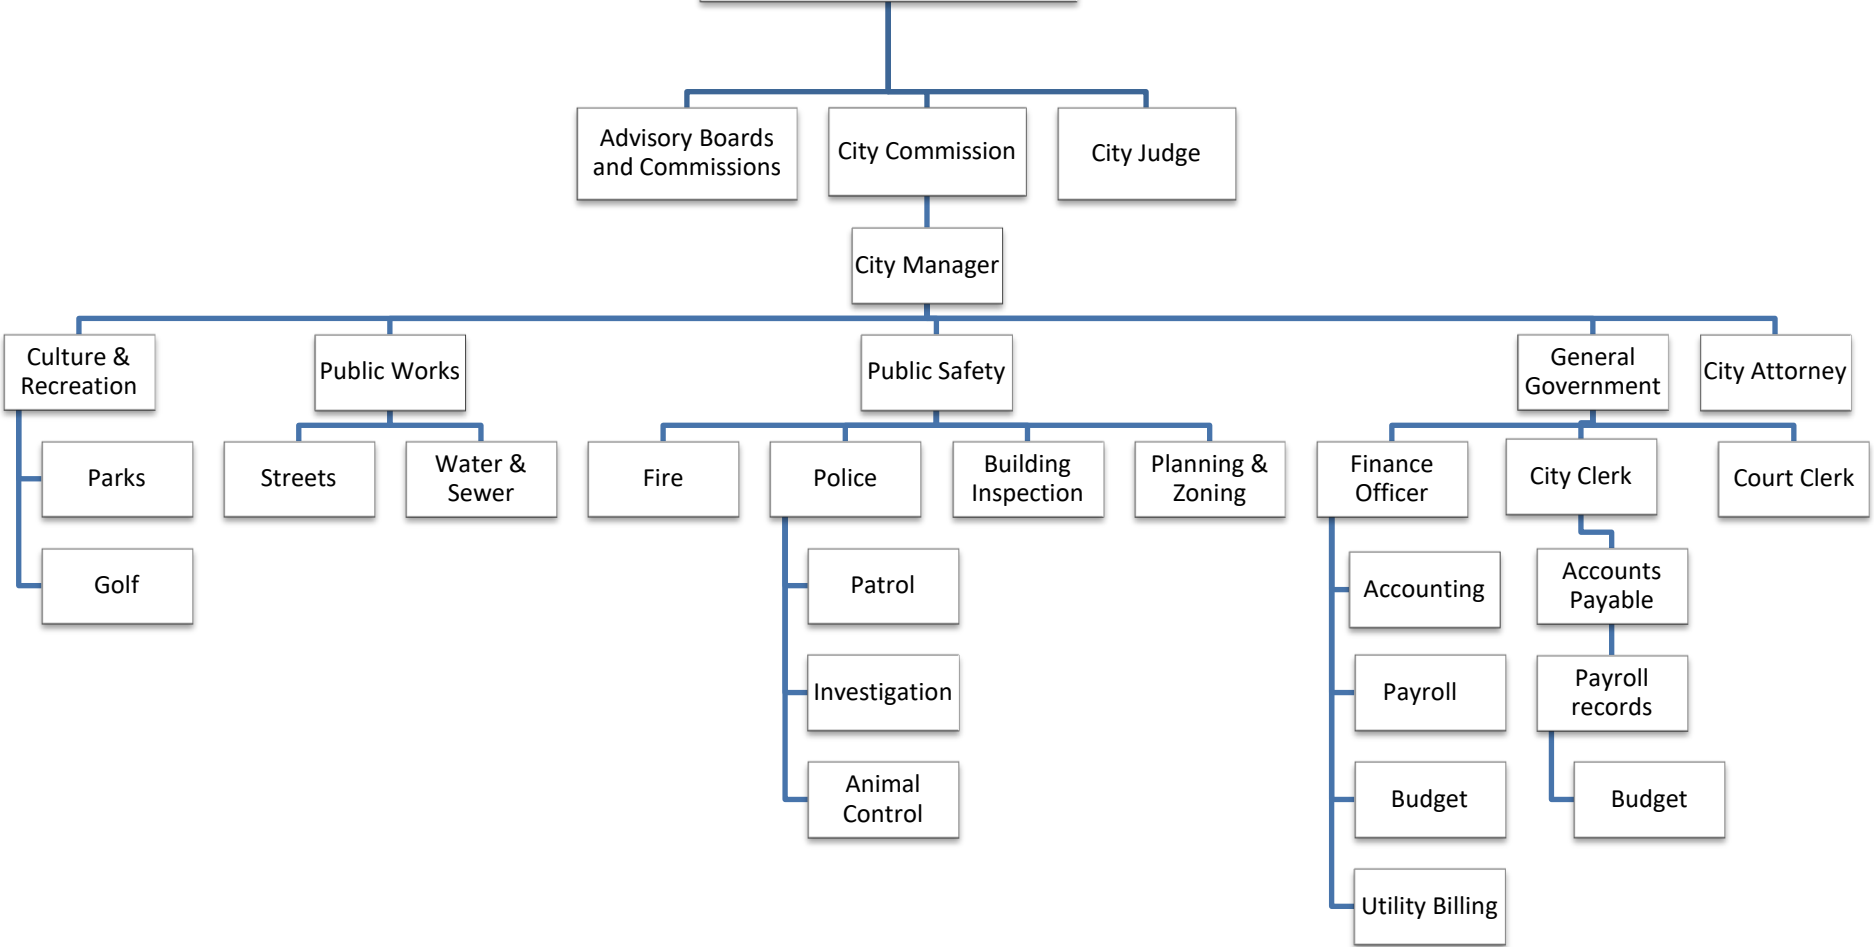 Advisory Boards
and Commissions
City Commission
City Judge
City Manager
Culture &
Recreation
Public Works
Public Safety
General
Government
City Attorney
Parks
Streets
Water &
Sewer
Fire
Police
Building
Inspection
Planning &
Zoning
Finance
Officer
City Clerk
Court Clerk
Golf
Patrol
Accounting
Accounts
Payable
Investigation
Payroll
Payroll
records
Animal
Control
Budget
Budget
Utility Billing